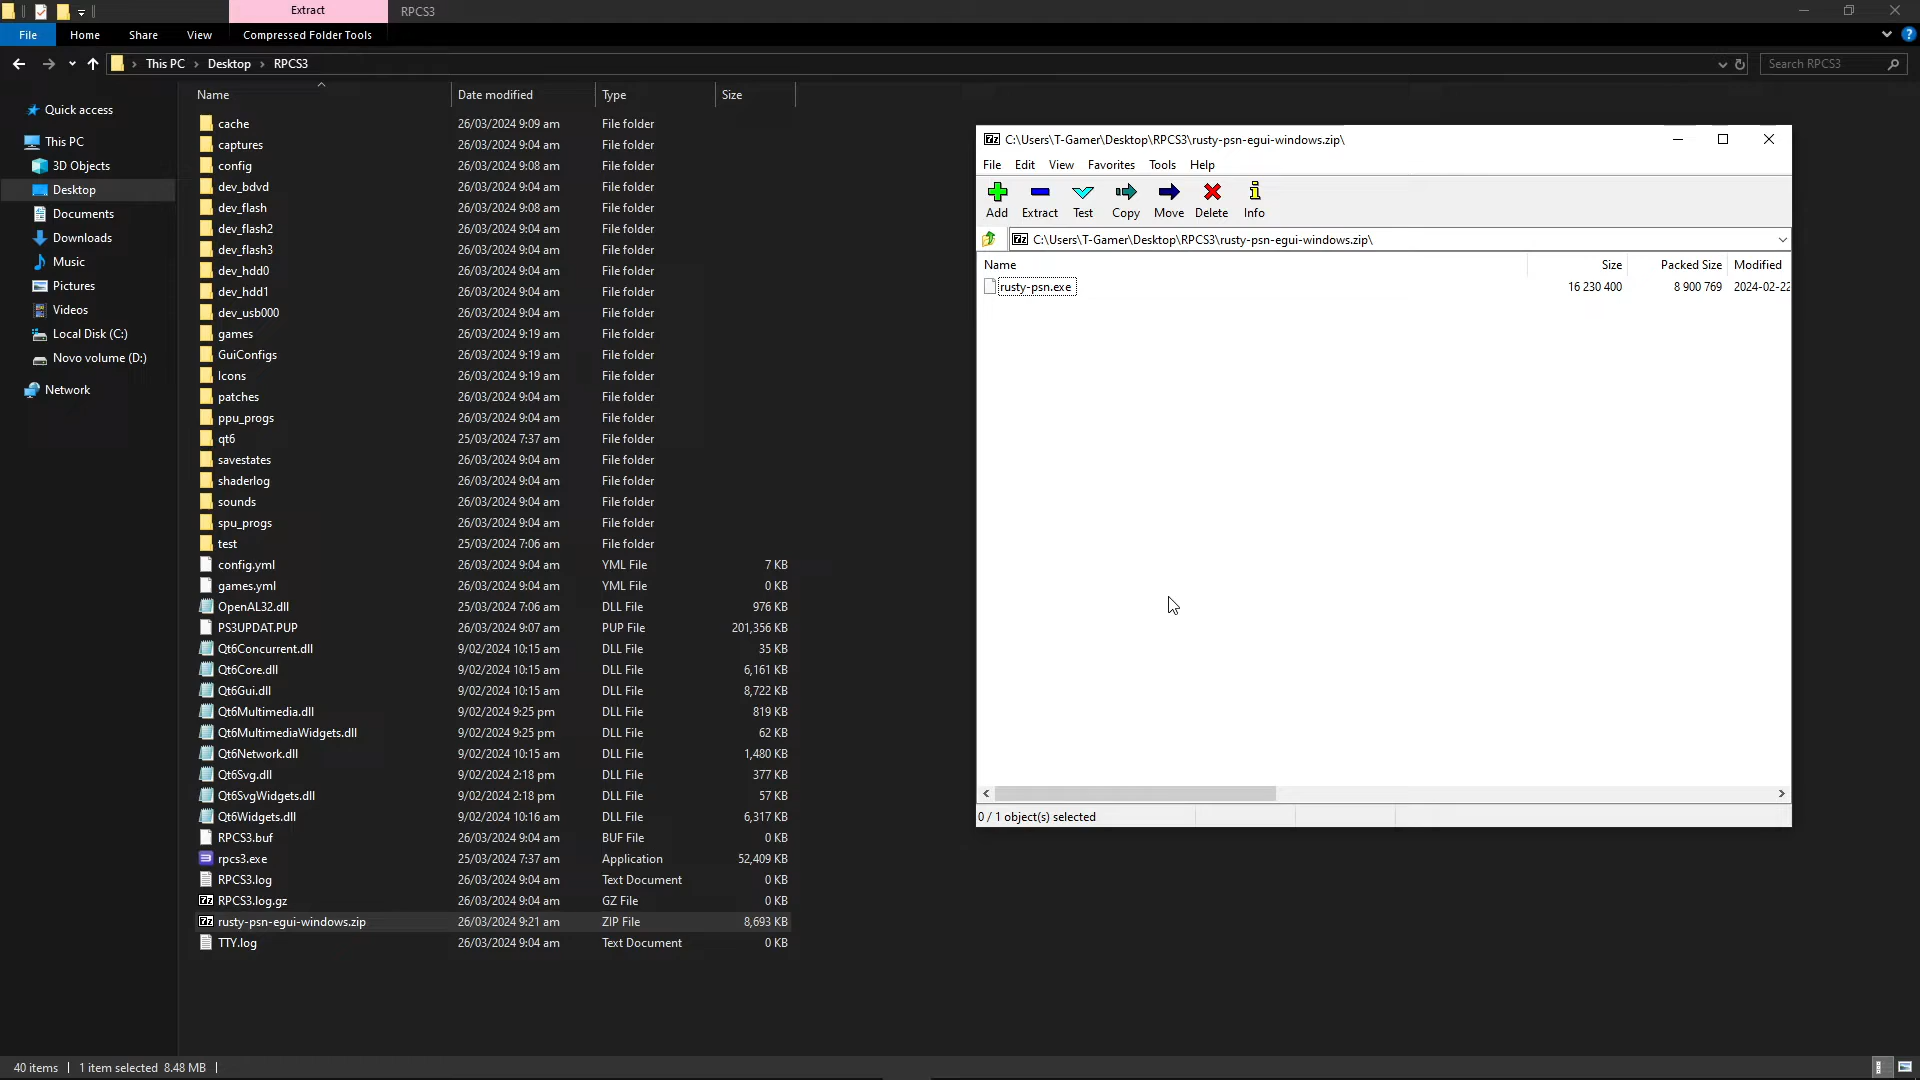 Extract
RPCS3
File
Home
Share
View
Compressed Folder Tools
This PC
Desktop
RPCS3
Search RPCS3
Quick access
This PC
3D Objects
Desktop
Documents
Downloads
Music
Pictures
Videos
Local Disk (C:)
Novo volume (D:)
Network
Name Date modified Type Size
cache 26/03/2024 9:09 am File folder
captures 26/03/2024 9:04 am File folder
config 26/03/2024 9:08 am File folder
dev_bdvd 26/03/2024 9:04 am File folder
dev_flash 26/03/2024 9:08 am File folder
dev_flash2 26/03/2024 9:04 am File folder
dev_flash3 26/03/2024 9:04 am File folder
dev_hdd0 26/03/2024 9:04 am File folder
dev_hdd1 26/03/2024 9:04 am File folder
dev_usb000 26/03/2024 9:04 am File folder
games 26/03/2024 9:19 am File folder
GuiConfigs 26/03/2024 9:19 am File folder
Icons 26/03/2024 9:19 am File folder
patches 26/03/2024 9:04 am File folder
ppu_progs 26/03/2024 9:04 am File folder
qt6 25/03/2024 7:37 am File folder
savestates 26/03/2024 9:04 am File folder
shaderlog 26/03/2024 9:04 am File folder
sounds 26/03/2024 9:04 am File folder
spu_progs 26/03/2024 9:04 am File folder
test 25/03/2024 7:06 am File folder
config.yml 26/03/2024 9:04 am YML File 7 KB
games.yml 26/03/2024 9:04 am YML File 0 KB
OpenAL32.dll 25/03/2024 7:06 am DLL File 976 KB
PS3UPDAT.PUP 26/03/2024 9:07 am PUP File 201,356 KB
Qt6Concurrent.dll 9/02/2024 10:15 am DLL File 35 KB
Qt6Core.dll 9/02/2024 10:15 am DLL File 6,161 KB
Qt6Gui.dll 9/02/2024 10:15 am DLL File 8,722 KB
Qt6Multimedia.dll 9/02/2024 9:25 pm DLL File 819 KB
Qt6MultimediaWidgets.dll 9/02/2024 9:25 pm DLL File 62 KB
Qt6Network.dll 9/02/2024 10:15 am DLL File 1,480 KB
Qt6Svg.dll 9/02/2024 2:18 pm DLL File 377 KB
Qt6SvgWidgets.dll 9/02/2024 2:18 pm DLL File 57 KB
Qt6Widgets.dll 9/02/2024 10:16 am DLL File 6,317 KB
RPCS3.buf 26/03/2024 9:04 am BUF File 0 KB
rpcs3.exe 25/03/2024 7:37 am Application 52,409 KB
RPCS3.log 26/03/2024 9:04 am Text Document 0 KB
RPCS3.log.gz 26/03/2024 9:04 am GZ File 0 KB
rusty-psn-egui-windows.zip 26/03/2024 9:21 am ZIP File 8,693 KB
TTY.log 26/03/2024 9:04 am Text Document 0 KB
40 items 1 item selected 8.48 MB
C:\Users\T-Gamer\Desktop\RPCS3\rusty-psn-egui-windows.zip\
File Edit View Favorites Tools Help
Add Extract Test Copy Move Delete Info
C:\Users\T-Gamer\Desktop\RPCS3\rusty-psn-egui-windows.zip\
Name Size Packed Size Modified
rusty-psn.exe 16 230 400 8 900 769 2024-02-22
0 / 1 object(s) selected